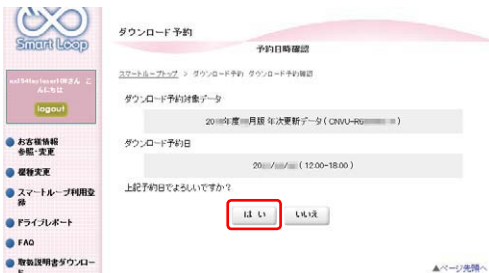 Smart Loop
こ
んにちは
logout
お客様情報
参照・変更
機種変更
スマートループ利用登
録
ドライブレポート
FAQ
取扱説明書ダウンロー
ド
ダウンロード予約
予約日時確認
スマートループトップ > ダウンロード予約 ダウンロード予約確認
ダウンロード予約対象データ
20 年度 月版 年次更新データ( CNVU-R6 )
ダウンロード予約日
20 / / ( 12:00-18:00 )
上記予約日でよろしいですか?
はい
いいえ
▲ページ先頭へ